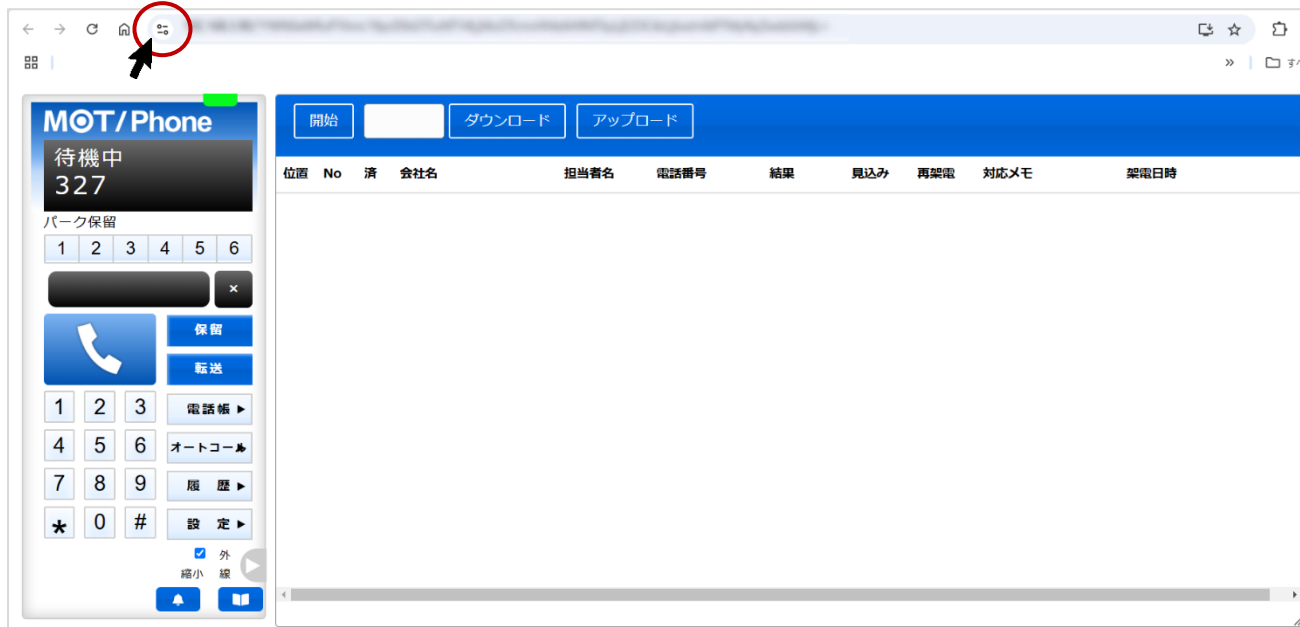 すべ
MOT/Phone
待機中
327
パーク保留
1 2 3 4 5 6
×
保留
転送
1 2 3 電話帳
4 5 6 オートコール
7 8 9 履 歴
* 0 # 設 定
外
縮小 線
開始 ダウンロード アップロード
位置 No 済 会社名 担当者名 電話番号 結果 見込み 再架電 対応メモ 架電日時